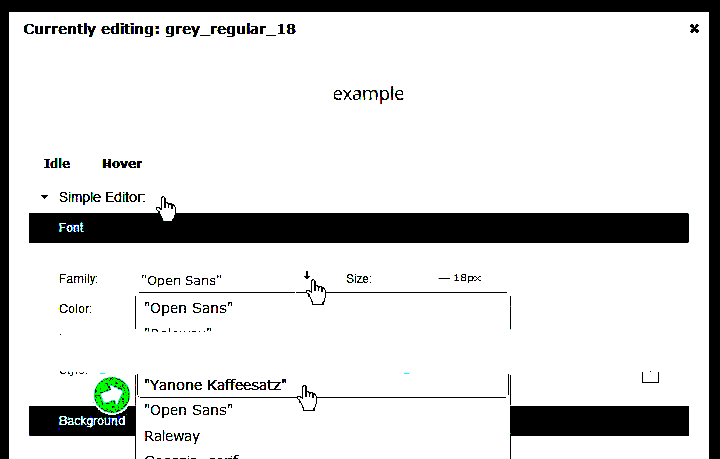 Currently editing: grey_regular_18
example
Idle Hover
Simple Editor:
Font
Family: "Open Sans" Size: 18px
Color: "Open Sans"
"Raleway"
Style:
"Yanone Kaffeesatz"
"Open Sans"
Background
Raleway